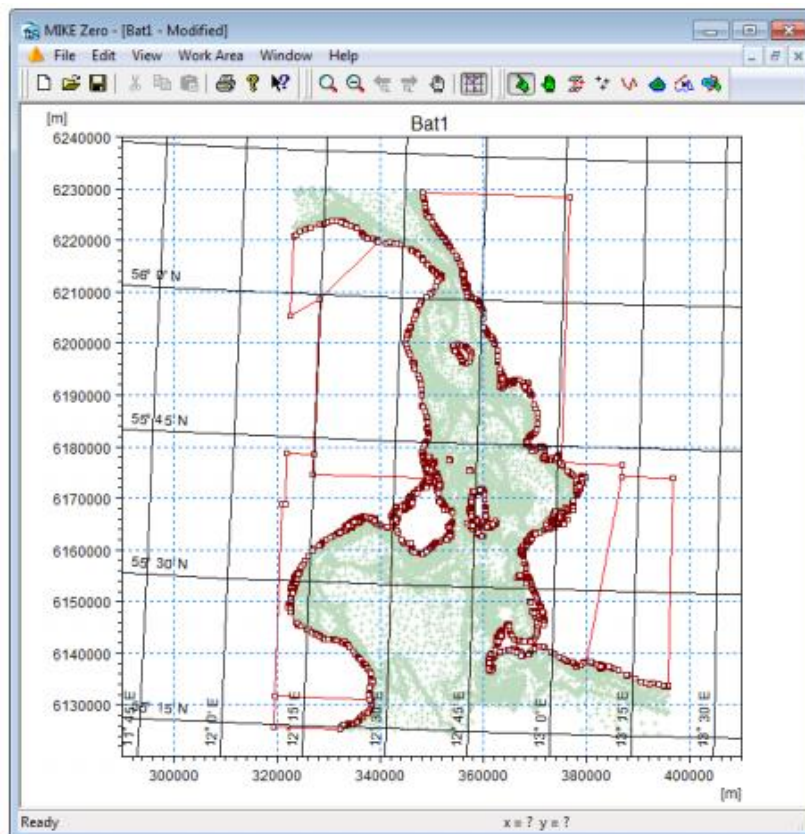 MIKE Zero - [Bat1 - Modified]
File Edit View Work Area Window Help
[m]
Bat1
6240000
6230000
6220000
56° 0' N
6210000
6200000
6190000
55° 45' N
6180000
6170000
6160000
55° 30' N
6150000
6140000
6130000
55° 15' N
11° 45' E
12° 0' E
12° 15' E
12° 30' E
12° 45' E
13° 0' E
13° 15' E
13° 30' E
300000 320000 340000 360000 380000 400000
[m]
Ready x = ? y = ?